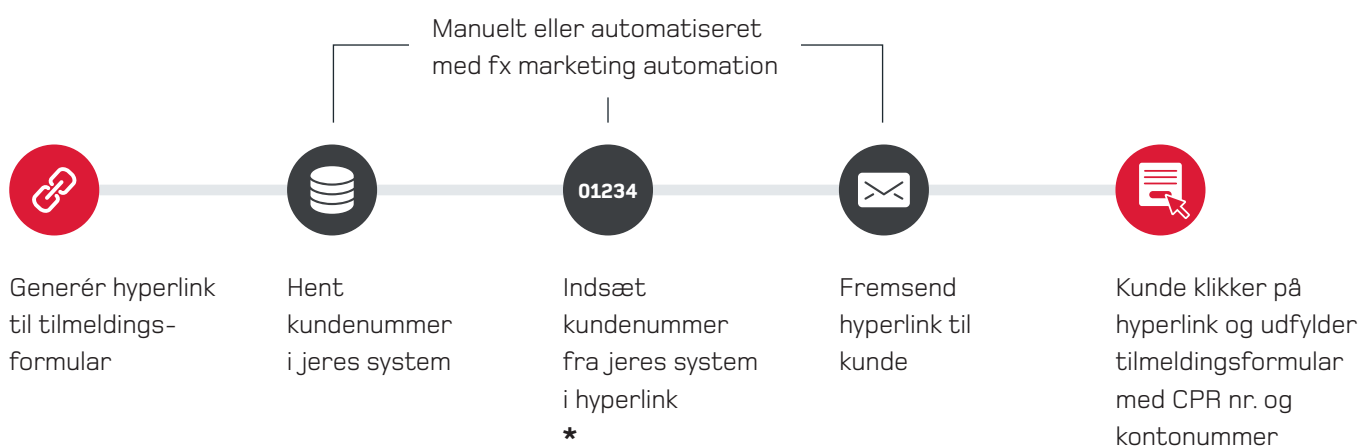 Manuelt eller automatiseret
med fx marketing automation
01234
Generér hyperlink
til tilmeldings-
formular
Hent
kundenummer
i jeres system
Indsæt
kundenummer
fra jeres system
i hyperlink
*
Fremsend
hyperlink til
kunde
Kunde klikker på
hyperlink og udfylder
tilmeldingsformular
med CPR nr. og
kontonummer